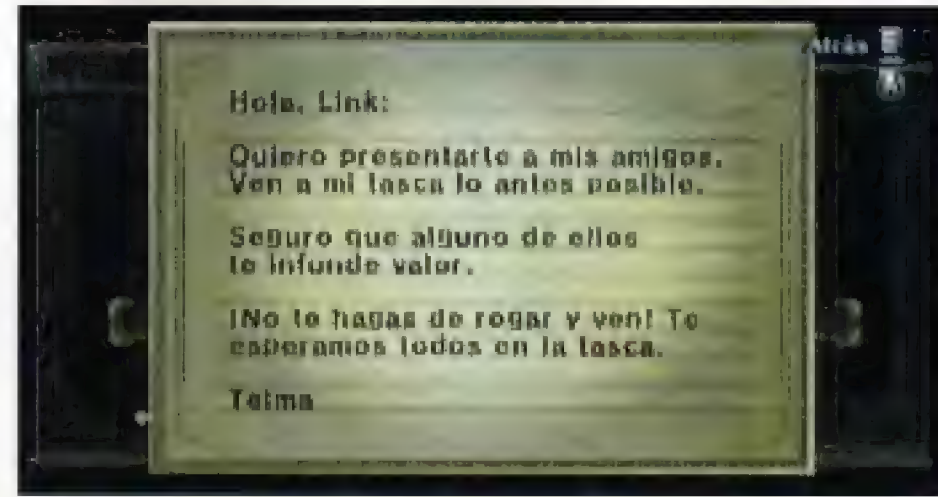 Atrás
Hola, Link:
Quiero presentarte a mis amigos.
Ven a mi tasca lo antes posible.
Seguro que alguno de ellos
te infunde valor.
¡No te hagas de rogar y ven! Te
esperamos todos en la tasca.
Telma